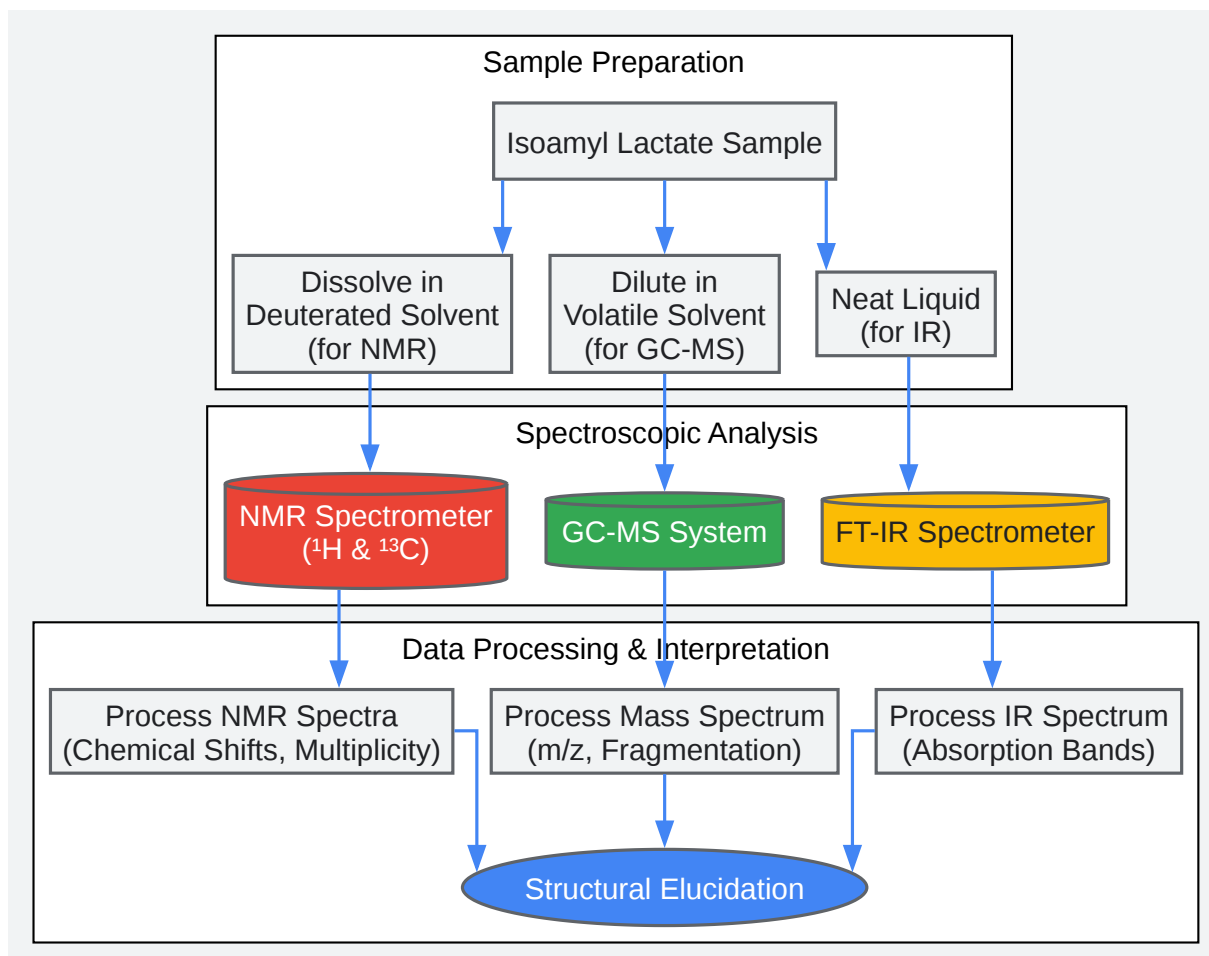 Sample Preparation
Isoamyl Lactate Sample
Dissolve in
Deuterated Solvent
(for NMR)
Dilute in
Volatile Solvent
(for GC-MS)
Neat Liquid
(for IR)
Spectroscopic Analysis
NMR Spectrometer
(¹H & ¹³C)
GC-MS System
FT-IR Spectrometer
Data Processing & Interpretation
Process NMR Spectra
(Chemical Shifts, Multiplicity)
Process Mass Spectrum
(m/z, Fragmentation)
Process IR Spectrum
(Absorption Bands)
Structural Elucidation